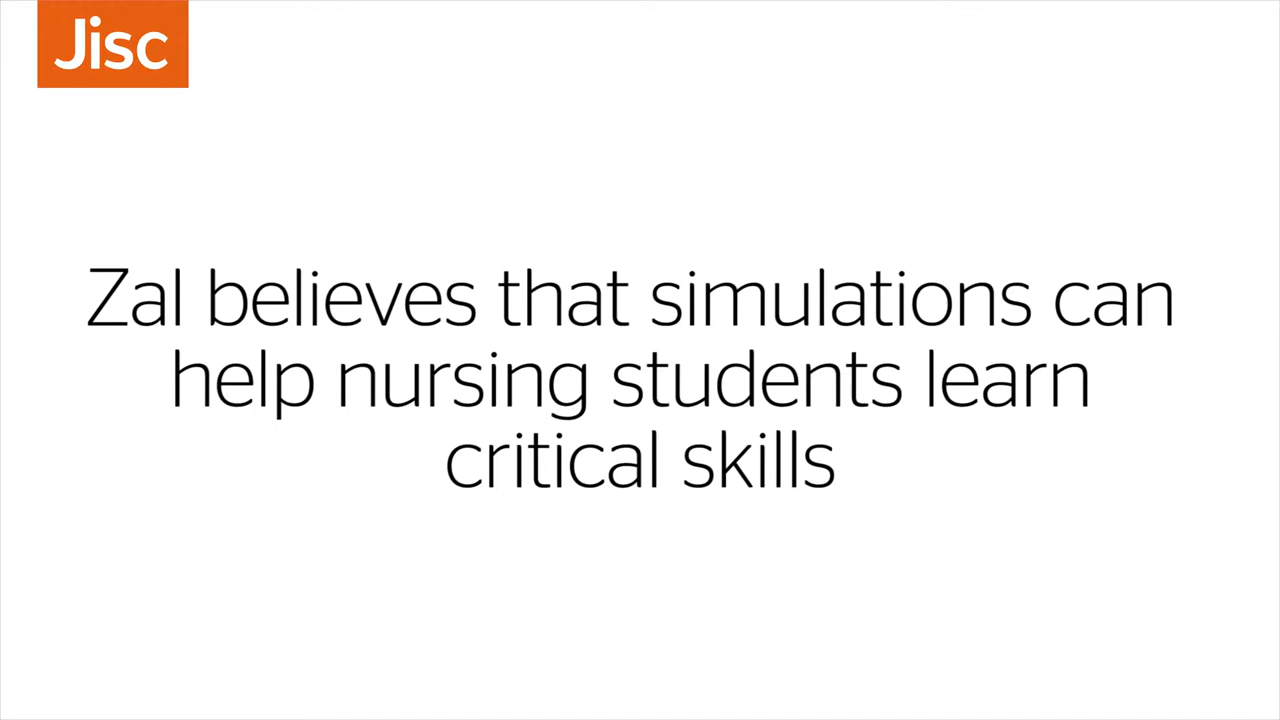 Jisc
Zal believes that simulations can
help nursing students learn
critical skills